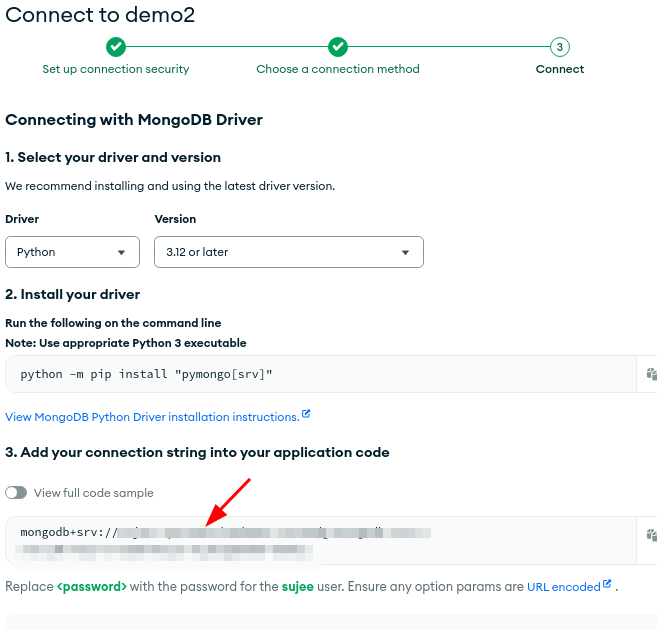 Connect to demo2
3
Set up connection security
Choose a connection method
Connect
Connecting with MongoDB Driver
1. Select your driver and version
We recommend installing and using the latest driver version.
Driver
Version
Python
3.12 or later
2. Install your driver
Run the following on the command line
Note: Use appropriate Python 3 executable
python -m pip install "pymongo[srv]"
View MongoDB Python Driver installation instructions.
3. Add your connection string into your application code
View full code sample
mongodb+srv://
Replace <password> with the password for the sujee user. Ensure any option params are URL encoded .